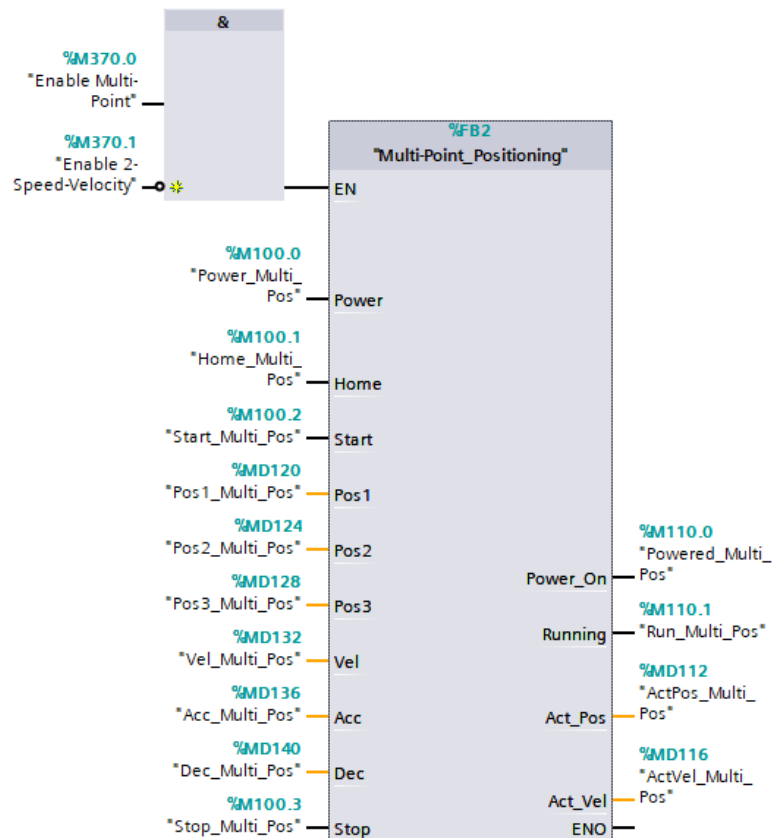 &
%M370.0
"Enable Multi-
Point"
%M370.1
"Enable 2-
Speed-Velocity"
%FB2
"Multi-Point_Positioning"
EN
%M100.0
"Power_Multi_
Pos"
Power
%M100.1
"Home_Multi_
Pos"
Home
%M100.2
"Start_Multi_Pos"
Start
%MD120
"Pos1_Multi_Pos"
Pos1
%MD124
"Pos2_Multi_Pos"
Pos2
%MD128
"Pos3_Multi_Pos"
Pos3
%MD132
"Vel_Multi_Pos"
Vel
%MD136
"Acc_Multi_Pos"
Acc
%MD140
"Dec_Multi_Pos"
Dec
%M100.3
"Stop_Multi_Pos"
Stop
%M110.0
"Powered_Multi_
Pos"
Power_On
%M110.1
"Run_Multi_Pos"
Running
%MD112
"ActPos_Multi_
Pos"
Act_Pos
%MD116
"ActVel_Multi_
Pos"
Act_Vel
ENO